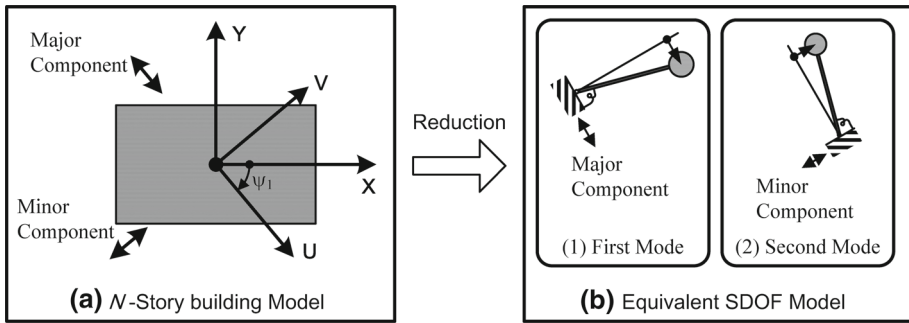 Major
Component
Y
V
X
ψ1
U
Minor
Component
(a) N-Story building Model
Reduction
Major
Component
(1) First Mode
Minor
Component
(2) Second Mode
(b) Equivalent SDOF Model